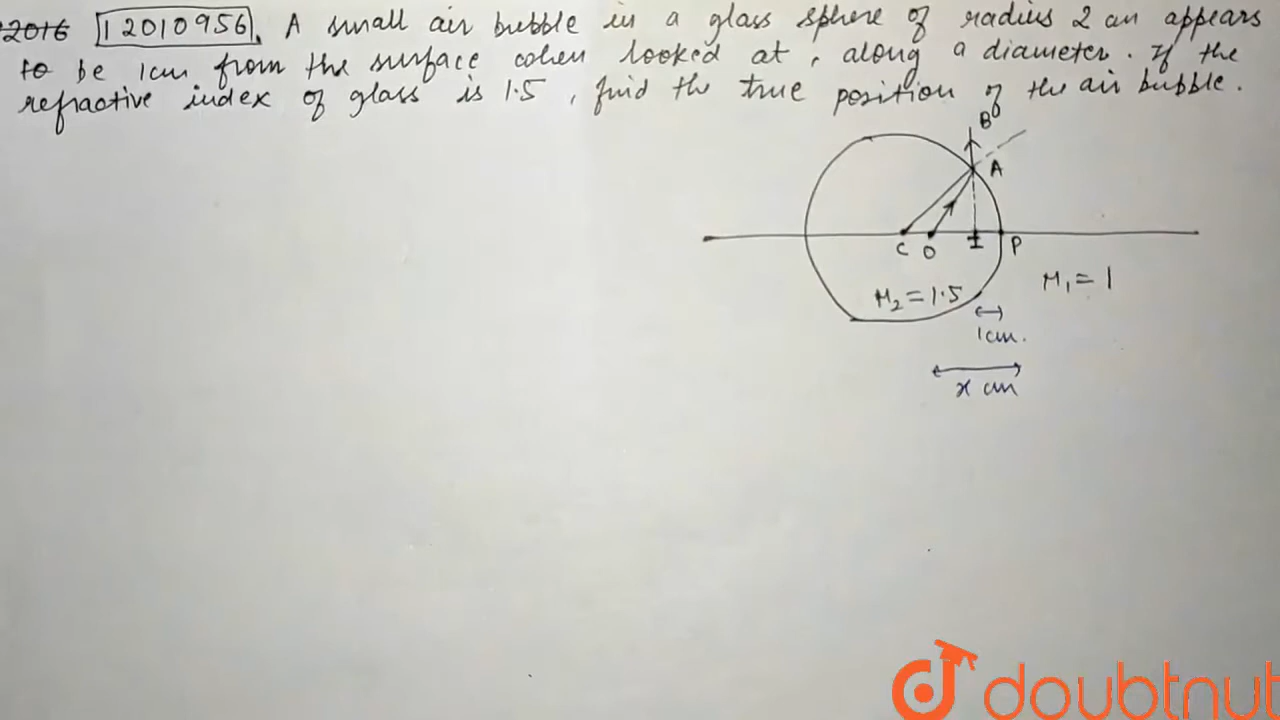 2016 12010956. A small air bubble in a glass sphere of radius 2 cm appears
to be 1cm from the surface when looked at, along a diameter. If the
refractive index of glass is 1.5, find the true position of the air bubble.
B
A
C O I P
μ2 = 1.5 μ1 = 1
1cm.
x cm
doubtnut